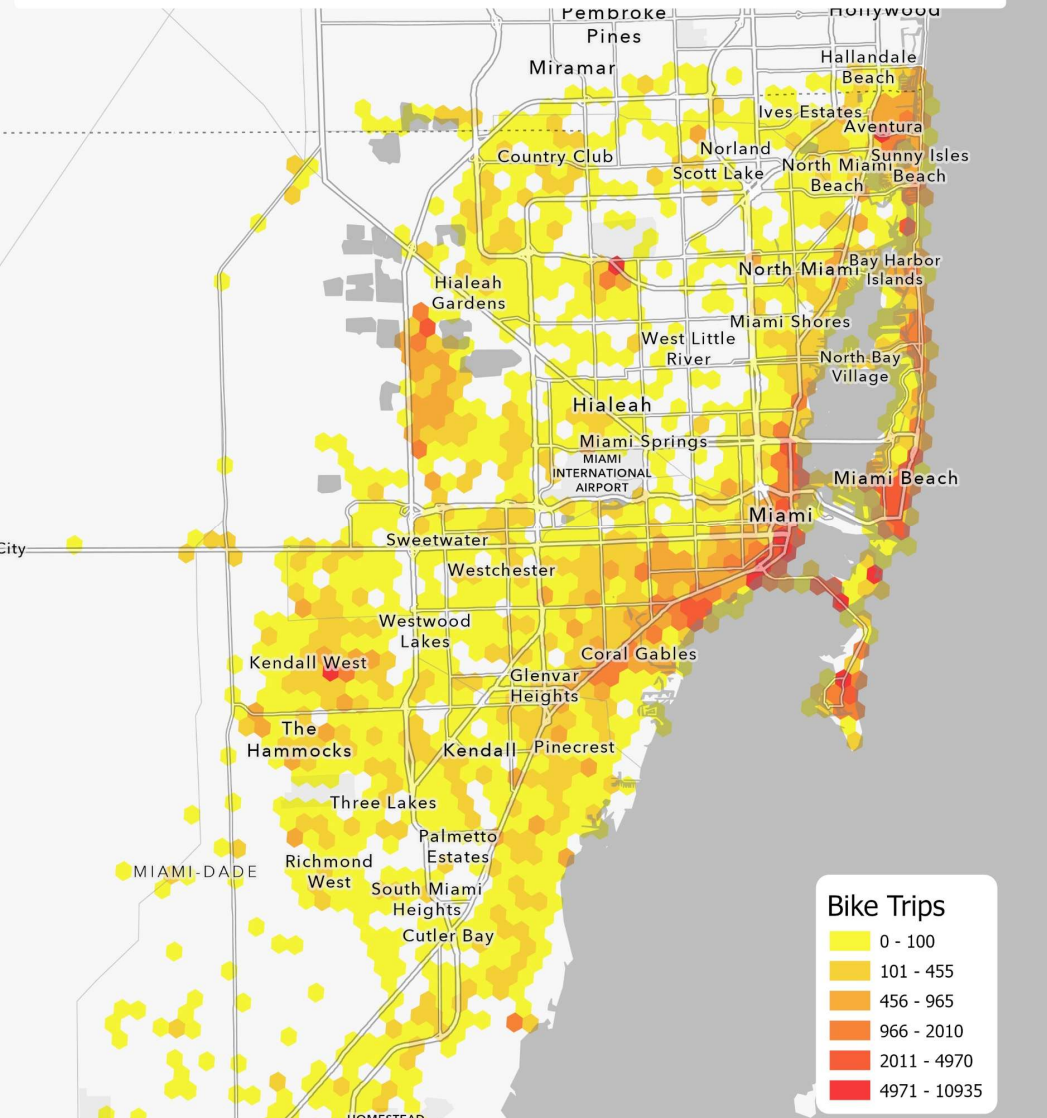 Pembroke
Pines
Hollywood
Miramar
Hallandale
Beach
Ives Estates
Aventura
Country Club
Norland
Scott Lake
North Miami
Beach
Sunny Isles
Beach
North Miami
Bay Harbor
Islands
Hialeah
Gardens
Miami Shores
West Little
River
North Bay
Village
Hialeah
Miami Springs
MIAMI
INTERNATIONAL
AIRPORT
Miami Beach
Miami
City
Sweetwater
Westchester
Westwood
Lakes
Kendall West
Coral Gables
Glenvar
Heights
The
Hammocks
Kendall
Pinecrest
Three Lakes
Palmetto
Estates
MIAMI-DADE
Richmond
West
South Miami
Heights
Cutler Bay
HOMESTEAD
Bike Trips
0 - 100
101 - 455
456 - 965
966 - 2010
2011 - 4970
4971 - 10935